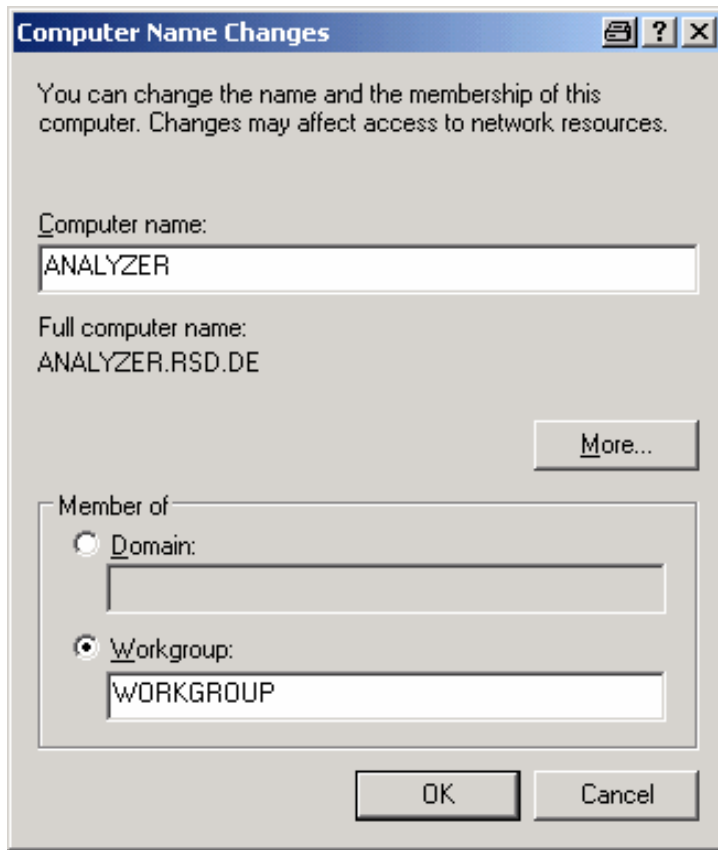 Computer Name Changes
You can change the name and the membership of this
computer. Changes may affect access to network resources.
Computer name:
ANALYZER
Full computer name:
ANALYZER.RSD.DE
More...
Member of
Domain:
Workgroup:
WORKGROUP
OK Cancel